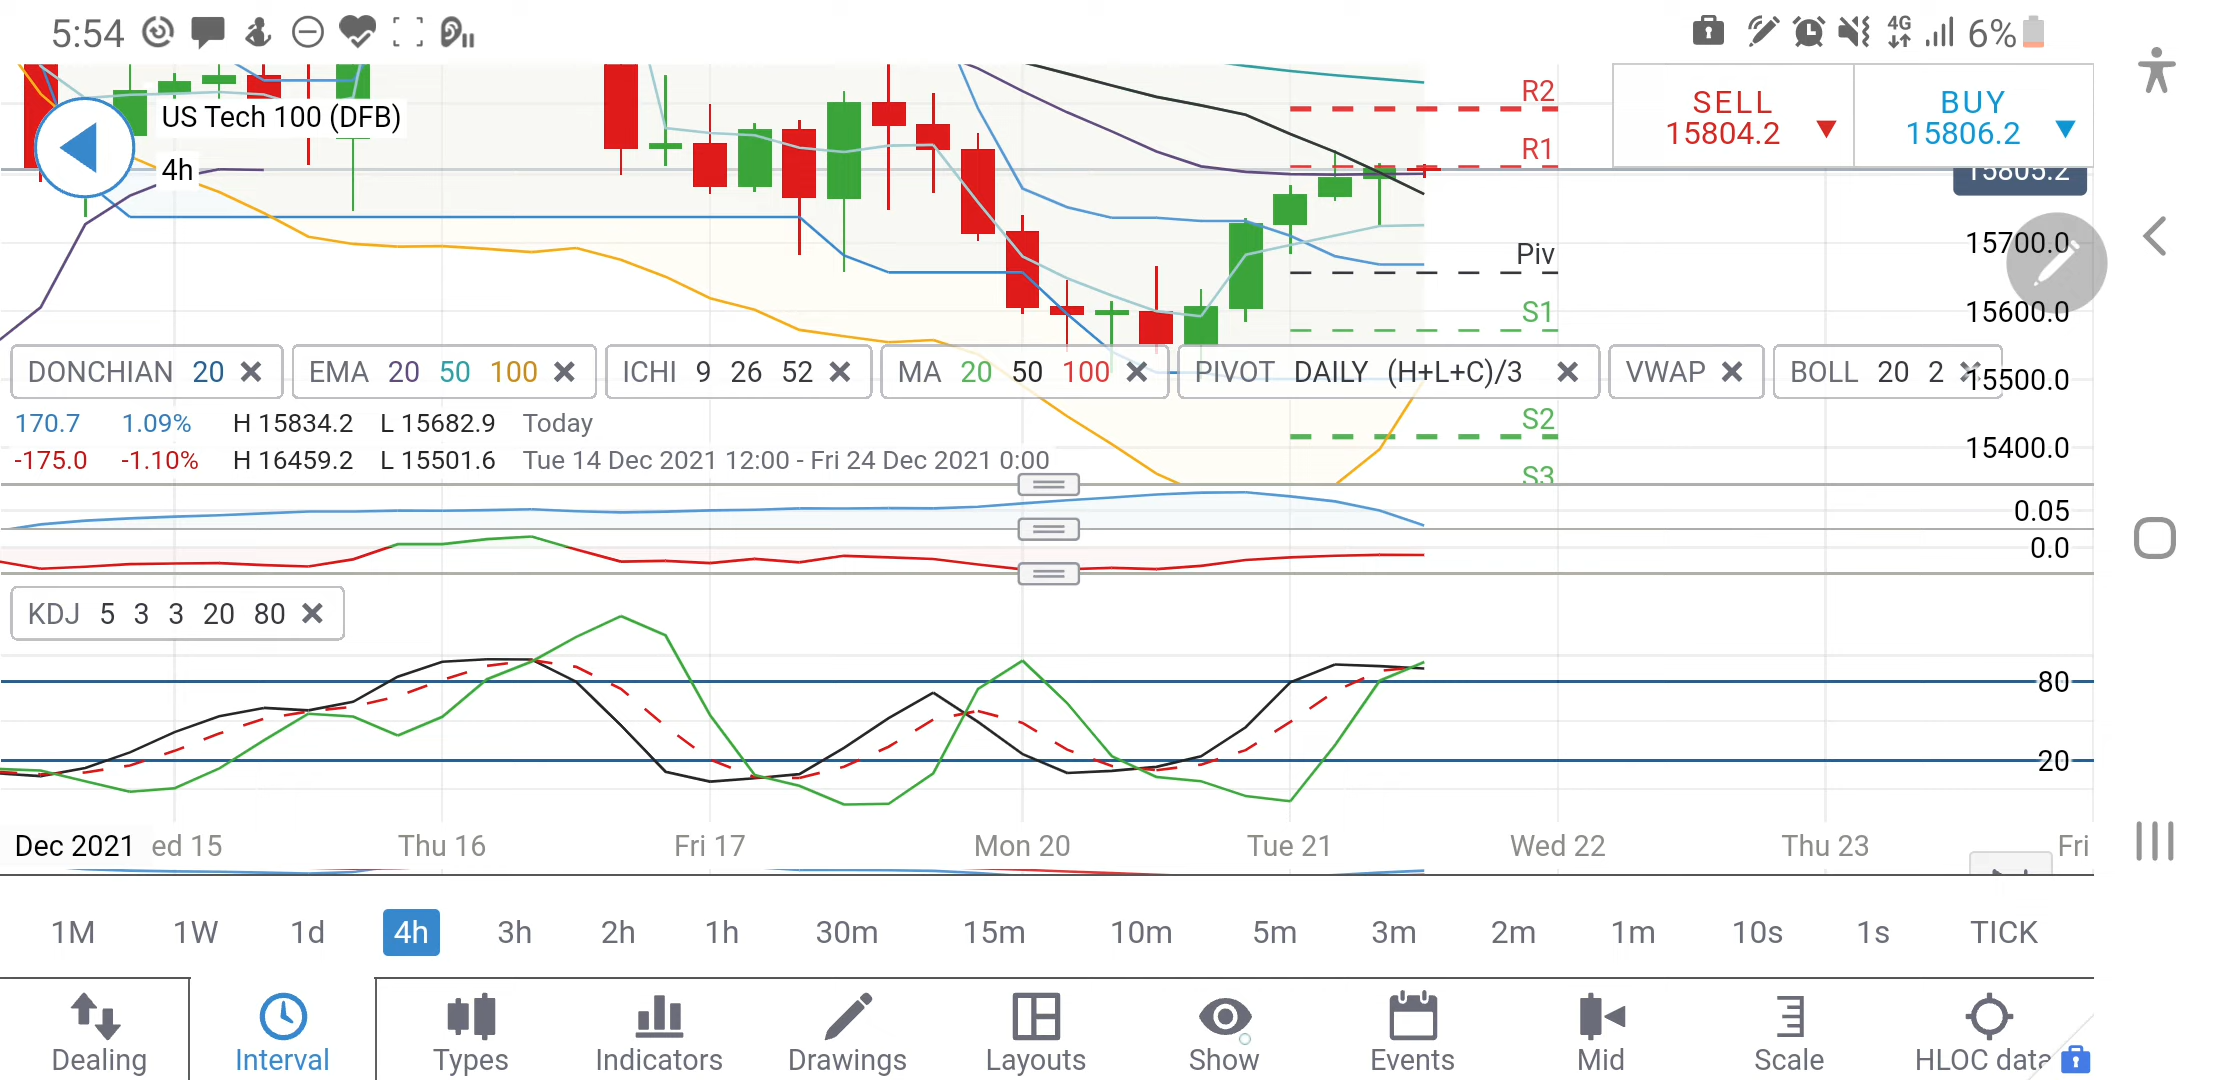 5:54 4G 6%
US Tech 100 (DFB)
4h
R2
R1
Piv
S1
S2
S3
SELL
15804.2
BUY
15806.2
15805.2
15700.0
15600.0
15500.0
15400.0
DONCHIAN 20 EMA 20 50 100 ICHI 9 26 52 MA 20 50 100 PIVOT DAILY (H+L+C)/3 VWAP BOLL 20 2
170.7 1.09% H 15834.2 L 15682.9 Today
-175.0 -1.10% H 16459.2 L 15501.6 Tue 14 Dec 2021 12:00 - Fri 24 Dec 2021 0:00
0.05
0.0
KDJ 5 3 3 20 80
80
20
Dec 2021 ed 15 Thu 16 Fri 17 Mon 20 Tue 21 Wed 22 Thu 23 Fri
1M 1W 1d 4h 3h 2h 1h 30m 15m 10m 5m 3m 2m 1m 10s 1s TICK
Dealing Interval Types Indicators Drawings Layouts Show Events Mid Scale HLOC data